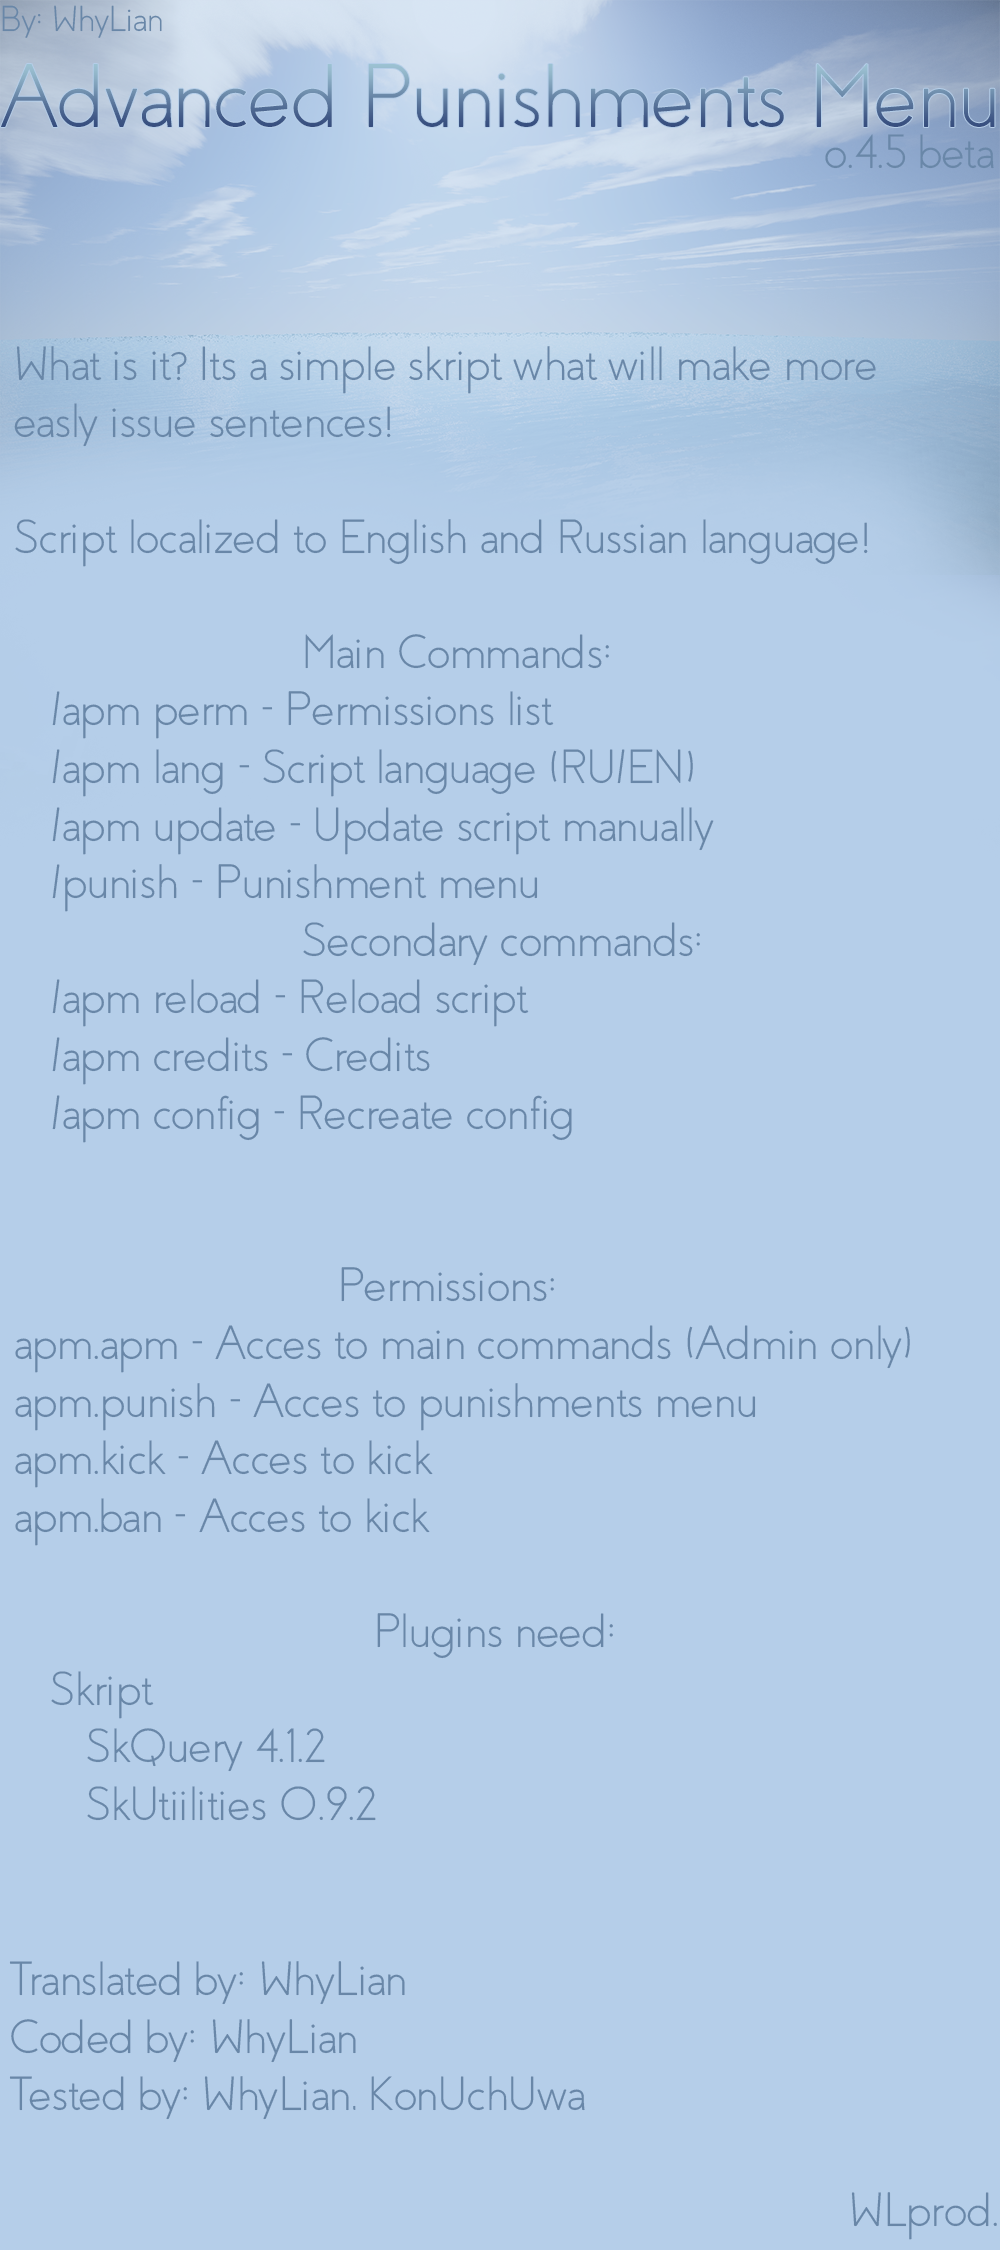 By: WhyLian
Advanced Punishments Menu
0.4.5 beta
What is it? Its a simple skript what will make more
easly issue sentences!
Script localized to English and Russian language!
Main Commands:
/apm perm - Permissions list
/apm lang - Script language (RU/EN)
/apm update - Update script manually
/punish - Punishment menu
Secondary commands:
/apm reload - Reload script
/apm credits - Credits
/apm config - Recreate config
Permissions:
apm.apm - Acces to main commands (Admin only)
apm.punish - Acces to punishments menu
apm.kick - Acces to kick
apm.ban - Acces to kick
Plugins need:
Skript
SkQuery 4.1.2
SkUtiilities 0.9.2
Translated by: WhyLian
Coded by: WhyLian
Tested by: WhyLian. KonUchUwa
WLprod.